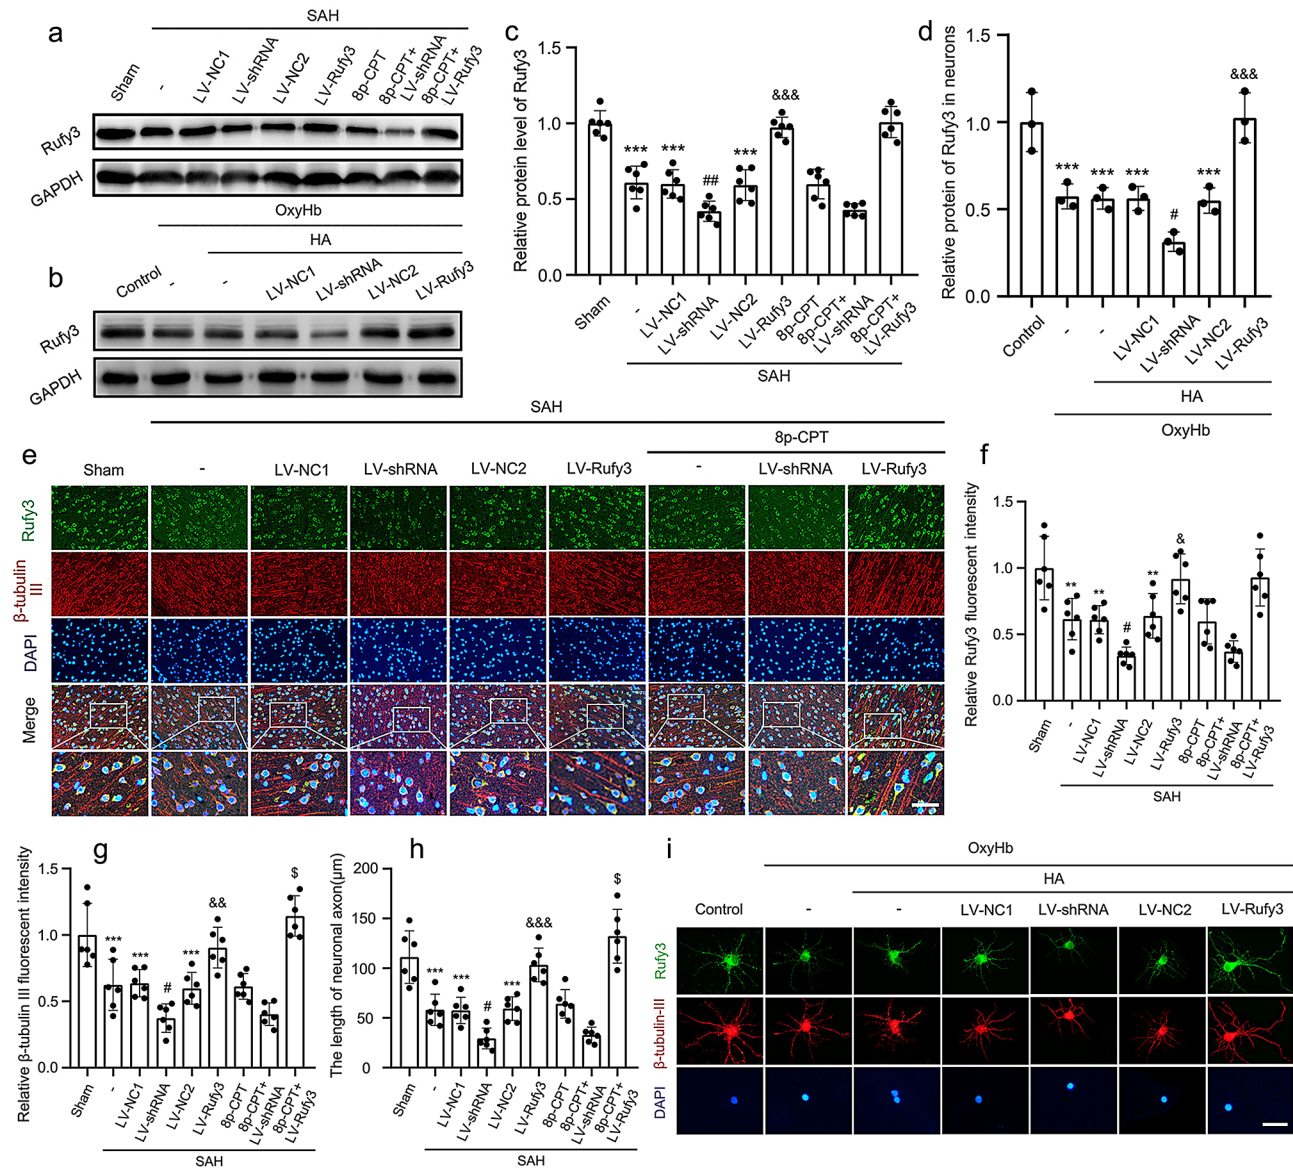 a
SAH
Sham
-
LV-NC1
LV-shRNA
LV-NC2
LV-Rufy3
8p-CPT
8p-CPT+
LV-shRNA
8p-CPT+
LV-Rufy3
Rufy3
GAPDH
b
OxyHb
HA
Control
-
-
LV-NC1
LV-shRNA
LV-NC2
LV-Rufy3
Rufy3
GAPDH
c
Relative protein level of Rufy3
1.5
1.0
0.5
0.0
***
***
##
***
&&&
Sham
-
LV-NC1
LV-shRNA
LV-NC2
LV-Rufy3
8p-CPT
8p-CPT+
LV-shRNA
8p-CPT+
LV-Rufy3
SAH
d
Relative protein of Rufy3 in neurons
1.5
1.0
0.5
0.0
***
***
***
#
***
&&&
Control
-
-
LV-NC1
LV-shRNA
LV-NC2
LV-Rufy3
HA
OxyHb
e
SAH
8p-CPT
Sham
-
LV-NC1
LV-shRNA
LV-NC2
LV-Rufy3
-
LV-shRNA
LV-Rufy3
Rufy3
β-tubulin
III
DAPI
Merge
f
Relative Rufy3 fluorescent intensity
1.5
1.0
0.5
0.0
**
**
#
**
&
Sham
-
LV-NC1
LV-shRNA
LV-NC2
LV-Rufy3
8p-CPT
8p-CPT+
LV-shRNA
8p-CPT+
LV-Rufy3
SAH
g
Relative β-tubulin III fluorescent intensity
1.5
1.0
0.5
0.0
***
***
#
***
&&
$
Sham
-
LV-NC1
LV-shRNA
LV-NC2
LV-Rufy3
8p-CPT
8p-CPT+
LV-shRNA
8p-CPT+
LV-Rufy3
SAH
h
The length of neuronal axon(μm)
200
150
100
50
0
***
***
#
***
&&&
$
Sham
-
LV-NC1
LV-shRNA
LV-NC2
LV-Rufy3
8p-CPT
8p-CPT+
LV-shRNA
8p-CPT+
LV-Rufy3
SAH
i
OxyHb
HA
Control
-
-
LV-NC1
LV-shRNA
LV-NC2
LV-Rufy3
Rufy3
β-tubulin-III
DAPI